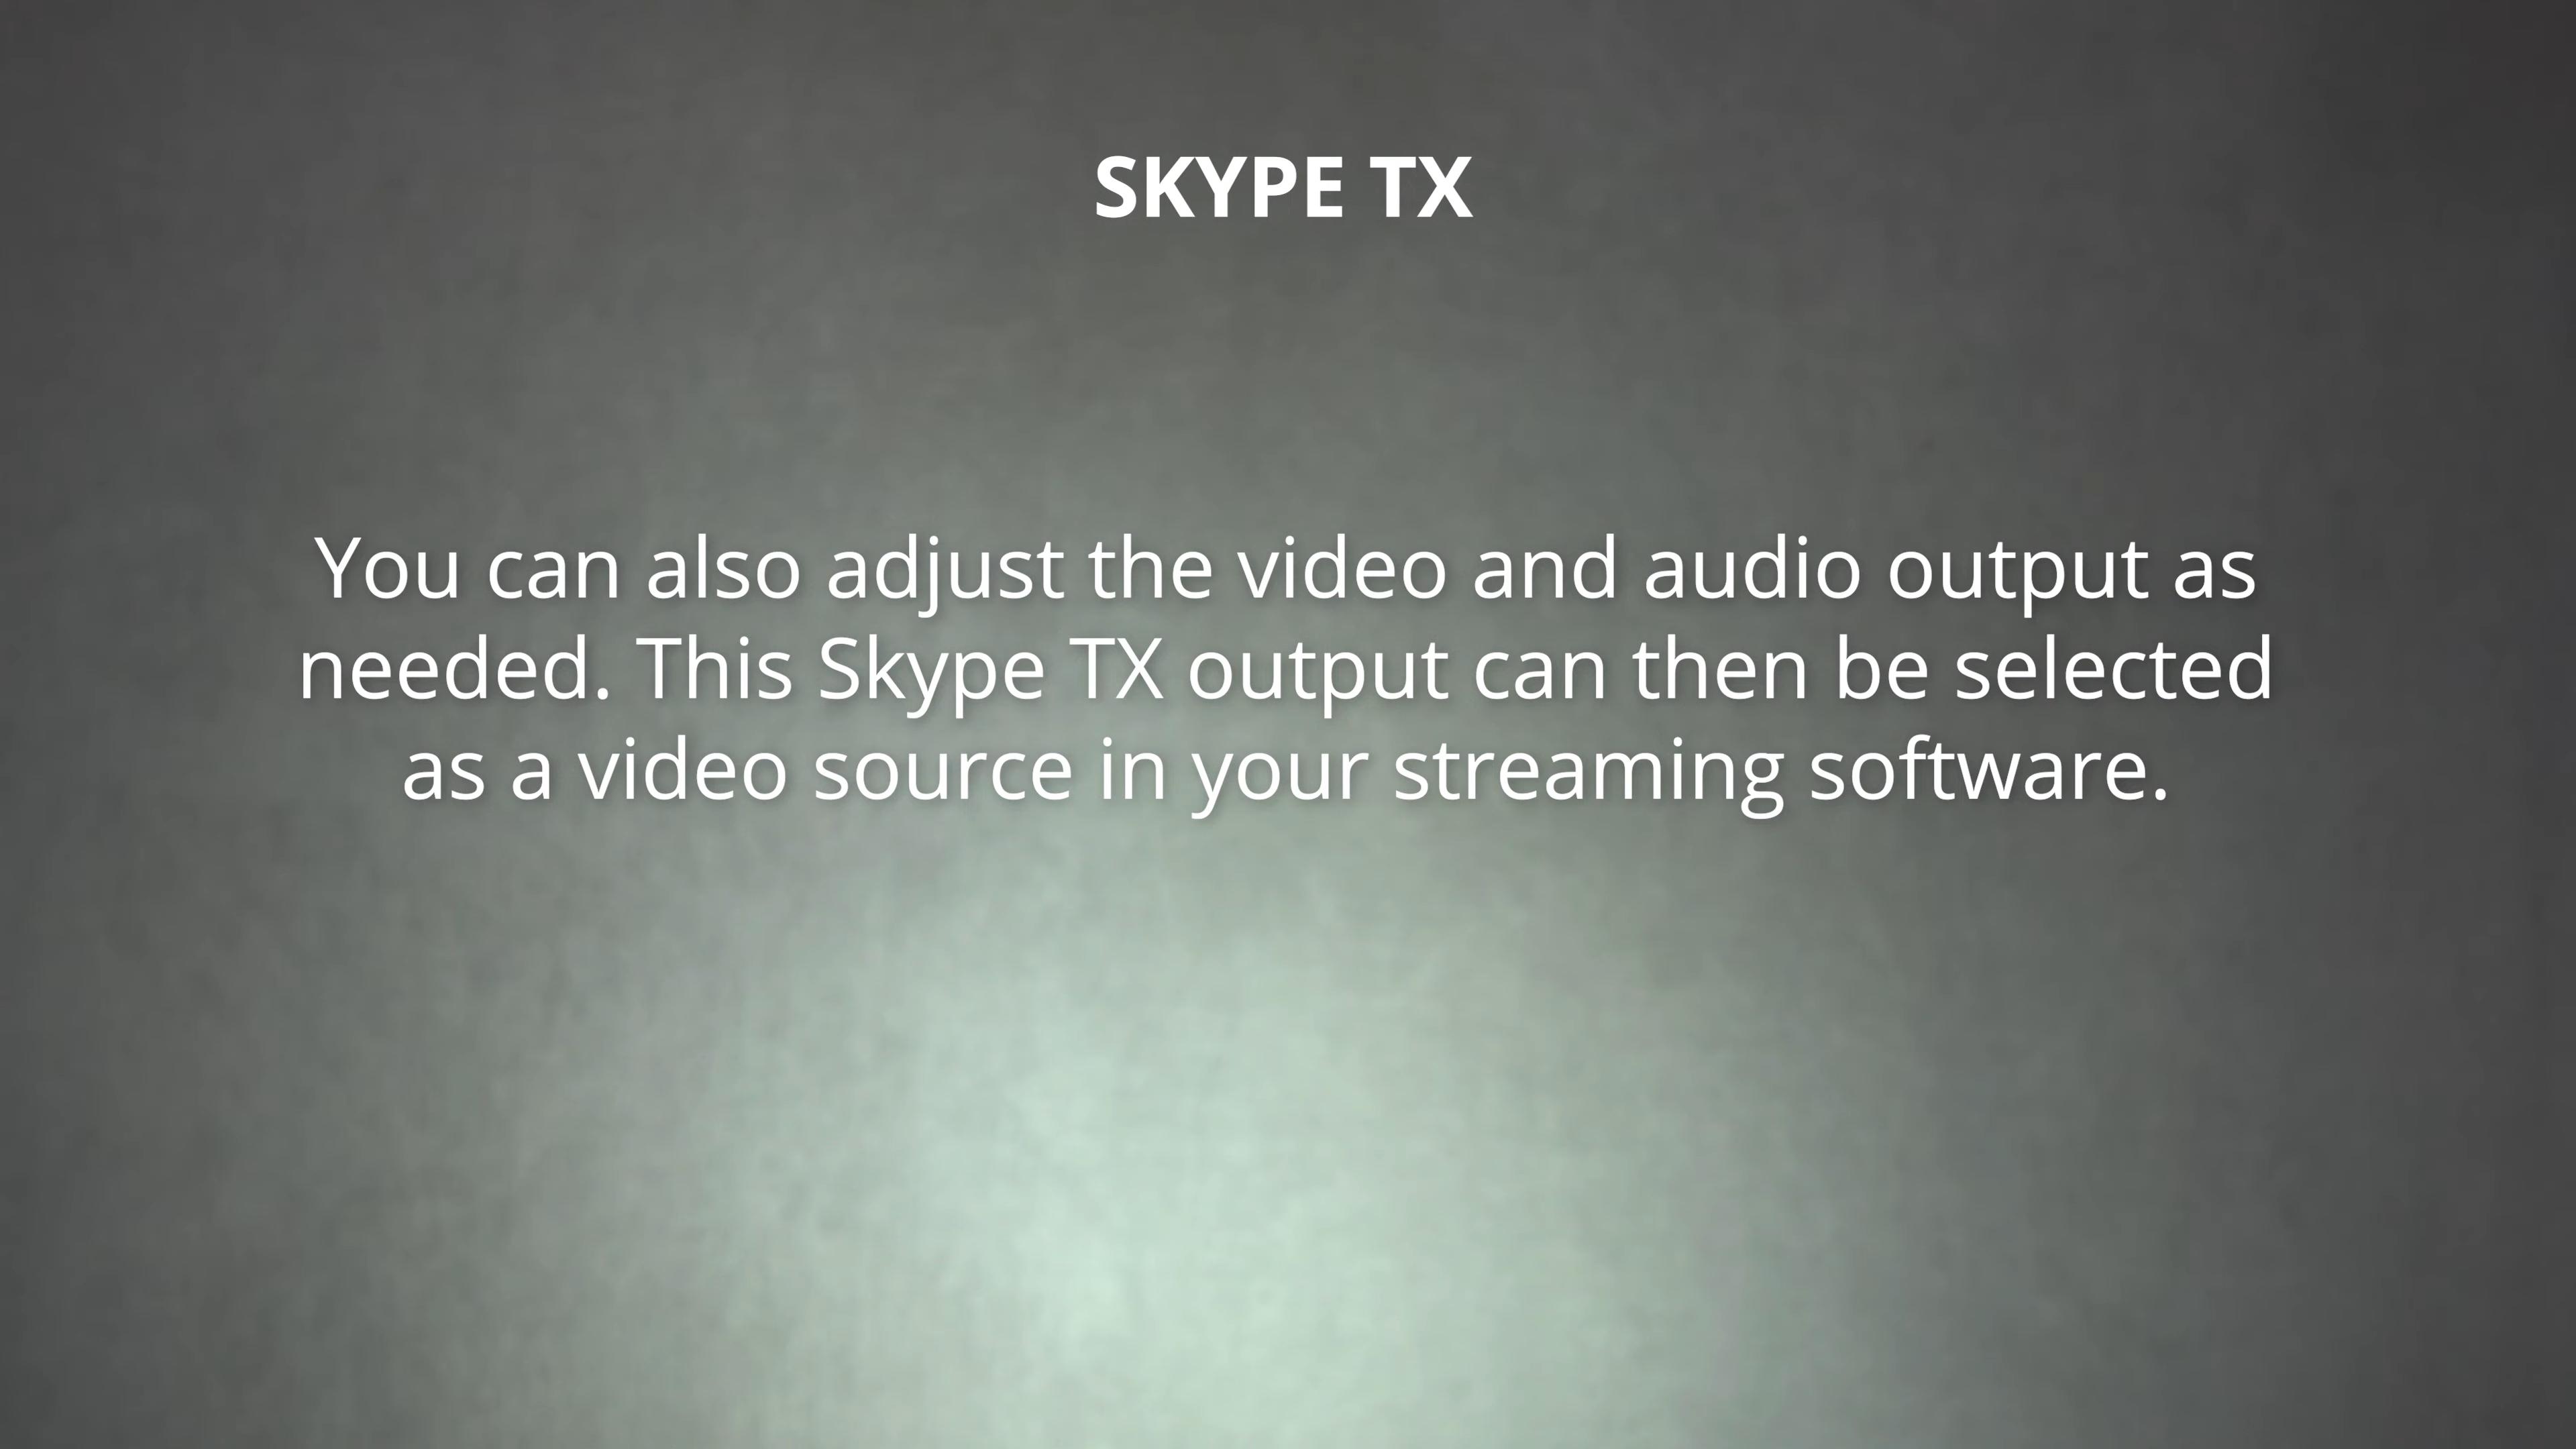 SKYPE TX
You can also adjust the video and audio output as
needed. This Skype TX output can then be selected
as a video source in your streaming software.